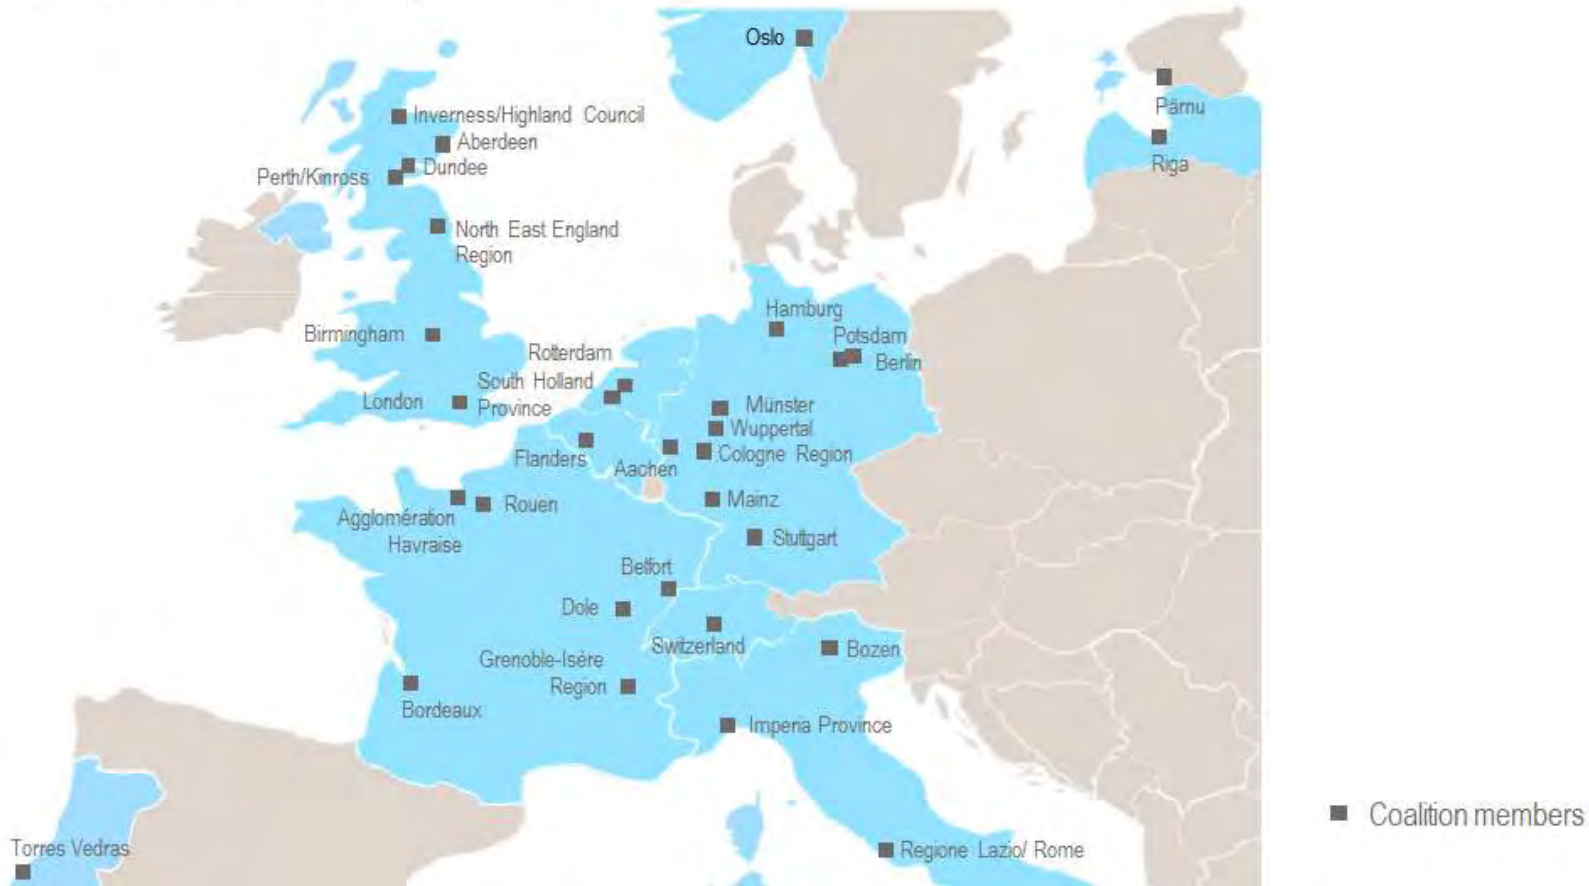 Oslo
Pärnu
Riga
Inverness/Highland Council
Aberdeen
Dundee
Perth/Kinross
North East England
Region
Birmingham
London
Rotterdam
South Holland
Province
Hamburg
Potsdam
Berlin
Münster
Wuppertal
Cologne Region
Flanders
Aachen
Mainz
Stuttgart
Rouen
Agglomération
Havraise
Belfort
Dole
Switzerland
Bozen
Grenoble-Isère
Region
Bordeaux
Imperia Province
Torres Vedras
Regione Lazio/ Rome
Coalition members